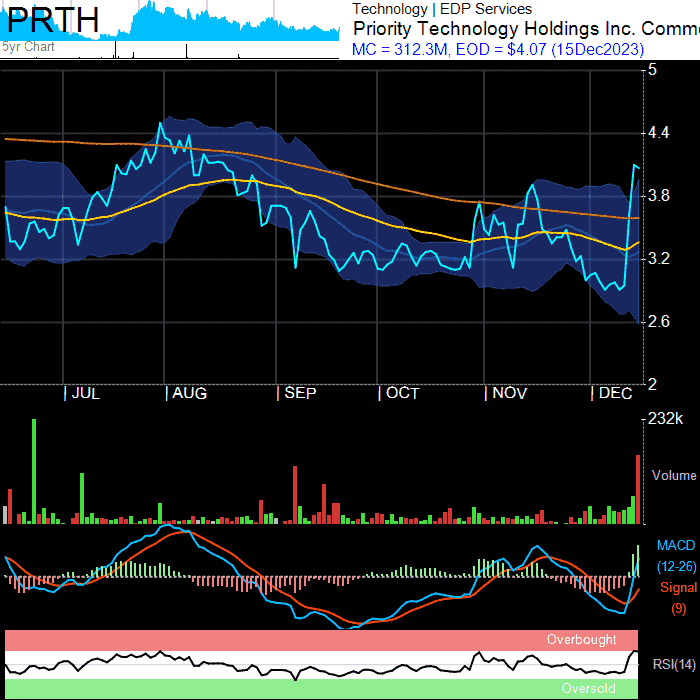 PRTH
5yr Chart
Technology | EDP Services
Priority Technology Holdings Inc. Comm
MC = 312.3M, EOD = $4.07 (15Dec2023)
5
4.4
3.8
3.2
2.6
2
| JUL | AUG | SEP | OCT | NOV | DEC
232k
Volume
MACD
(12-26)
Signal
(9)
Overbought
RSI(14)
Oversold